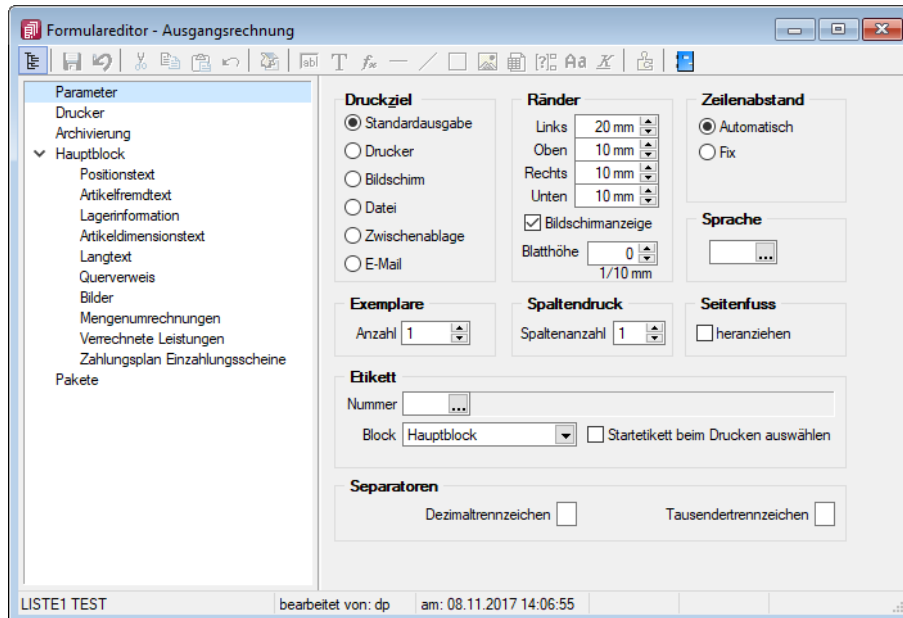 Formulareditor - Ausgangsrechnung
Parameter
Drucker
Archivierung
Hauptblock
Positionstext
Artikelfremdtext
Lagerinformation
Artikeldimensionstext
Langtext
Querverweis
Bilder
Mengenumrechnungen
Verrechnete Leistungen
Zahlungsplan Einzahlungsscheine
Pakete
Druckziel
Standardausgabe
Drucker
Bildschirm
Datei
Zwischenablage
E-Mail
Ränder
Links 20 mm
Oben 10 mm
Rechts 10 mm
Unten 10 mm
Bildschirmanzeige
Blatthöhe 0
1/10 mm
Zeilenabstand
Automatisch
Fix
Sprache
...
Exemplare
Anzahl 1
Spaltendruck
Spaltenanzahl 1
Seitenfuss
heranziehen
Etikett
Nummer ...
Block Hauptblock Startetikett beim Drucken auswählen
Separatoren
Dezimaltrennzeichen Tausendertrennzeichen
LISTE1 TEST bearbeitet von: dp am: 08.11.2017 14:06:55